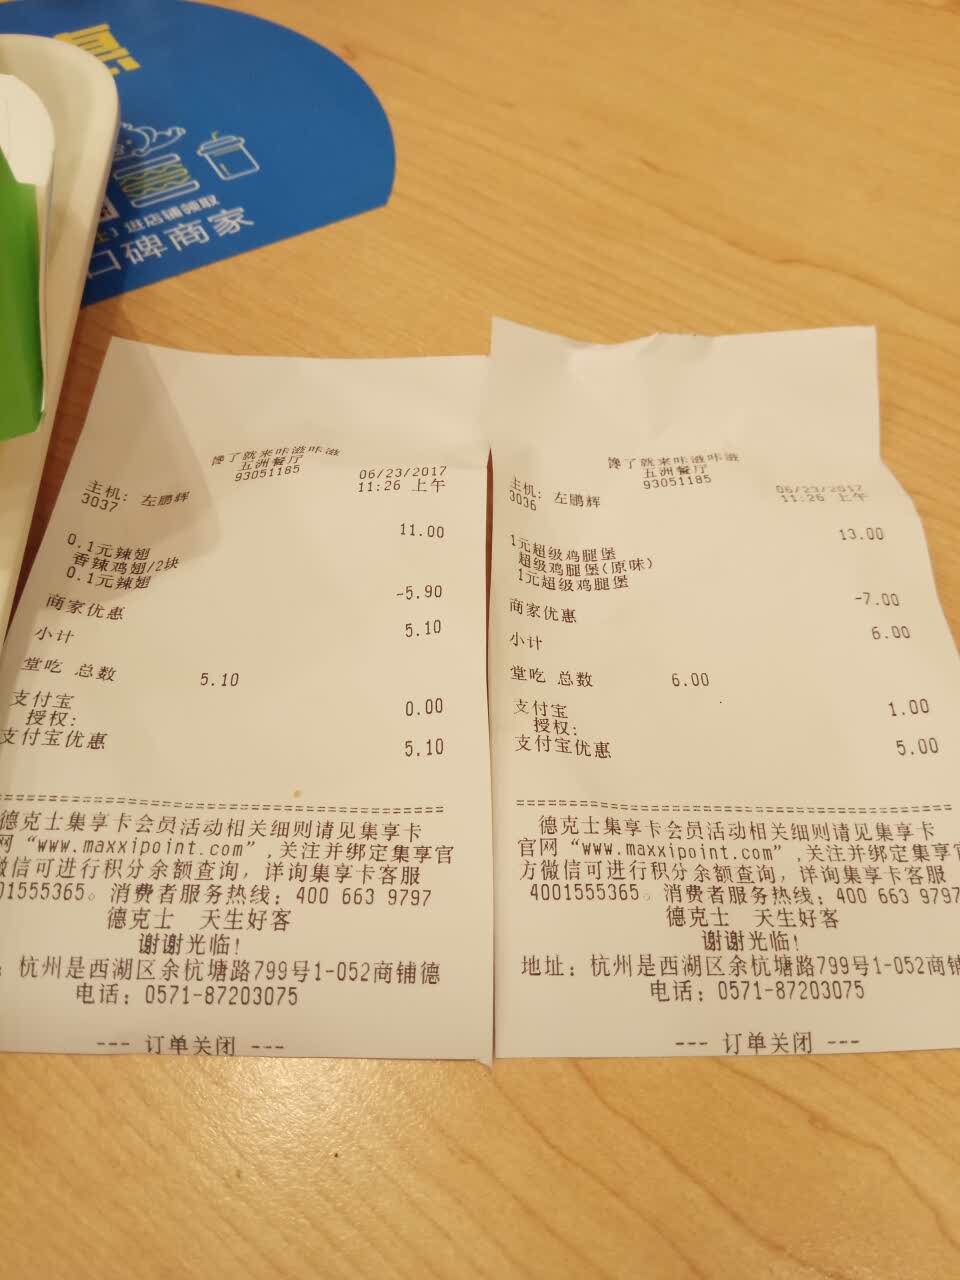 进店铺领取
口碑商家
馋了就来咔滋咔滋
五洲餐厅
93051185
06/23/2017
11:26 上午
主机: 左鹏辉
3037
11.00
0.1元辣翅
香辣鸡翅/2块
0.1元辣翅
-5.90
商家优惠
小计 5.10
堂吃 总数 5.10
支付宝 0.00
授权:
支付宝优惠 5.10
德克士集享卡会员活动相关细则请见集享卡
网“www.maxxipoint.com”,关注并绑定集享官
微信可进行积分余额查询，详询集享卡客服
001555365。消费者服务热线：400 663 9797
德克士 天生好客
谢谢光临!
：杭州是西湖区余杭塘路799号1-052商铺德
电话：0571-87203075
--- 订单关闭 ---
馋了就来咔滋咔滋
五洲餐厅
93051185
06/23/2017
11:26 上午
主机: 左鹏辉
3036
13.00
1元超级鸡腿堡
超级鸡腿堡(原味)
1元超级鸡腿堡
-7.00
商家优惠
小计 6.00
堂吃 总数 6.00
支付宝 1.00
授权:
支付宝优惠 5.00
德克士集享卡会员活动相关细则请见集享卡
官网“www.maxxipoint.com”,关注并绑定集享官
方微信可进行积分余额查询，详询集享卡客服
4001555365。消费者服务热线：400 663 9797
德克士 天生好客
谢谢光临!
地址：杭州是西湖区余杭塘路799号1-052商铺
电话：0571-87203075
--- 订单关闭 ---